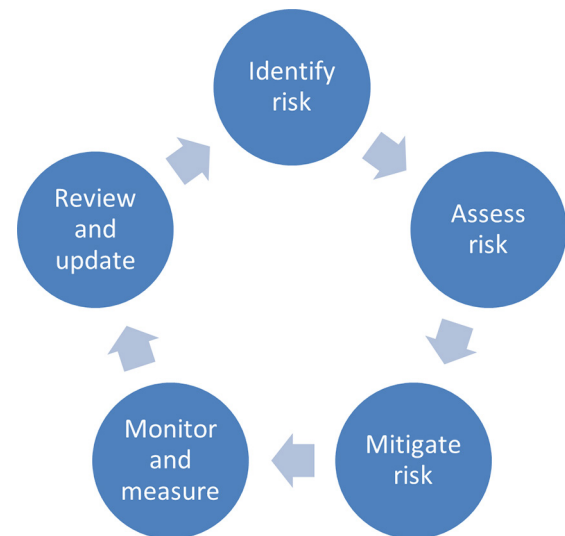 Identify
risk
Assess
risk
Mitigate
risk
Monitor
and
measure
Review
and
update